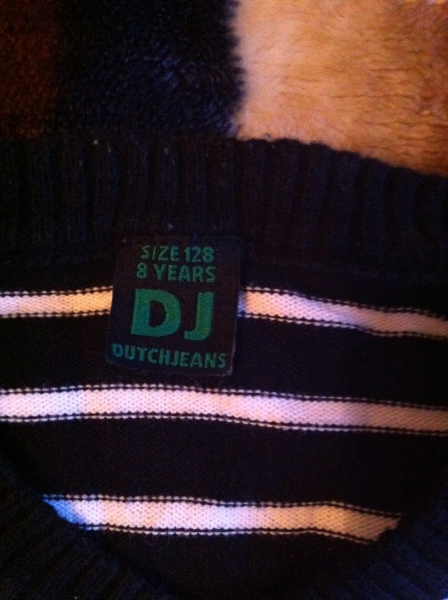 SIZE 128
8 YEARS
DJ
DUTCHJEANS